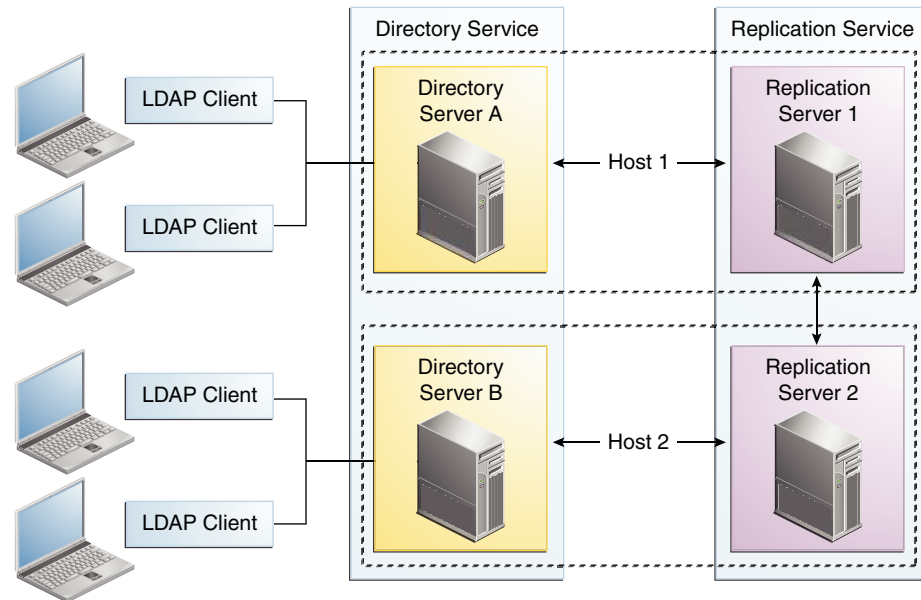 Directory Service
Replication Service
LDAP Client
LDAP Client
Directory
Server A
Host 1
Replication
Server 1
LDAP Client
LDAP Client
Directory
Server B
Host 2
Replication
Server 2